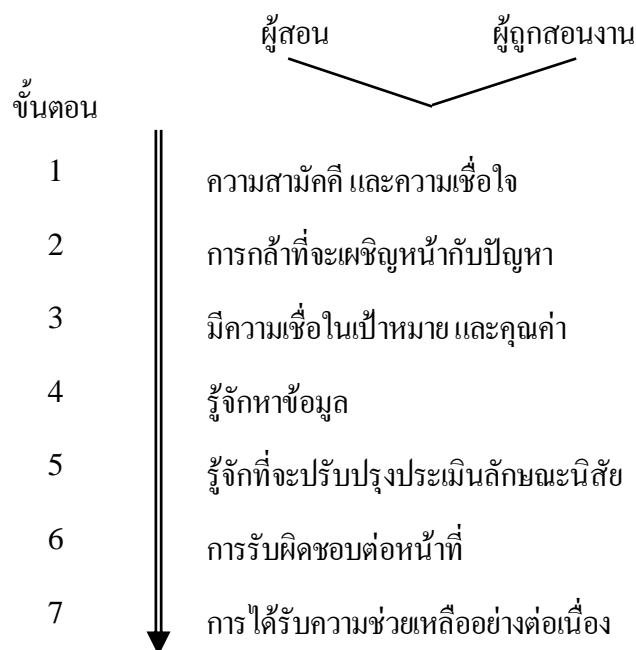 ผู้สอน ผู้ถูกสอนงาน
ขั้นตอน
1 ความสามัคคี และความเชื่อใจ
2 การกล้าที่จะเผชิญหน้ากับปัญหา
3 มีความเชื่อในเป้าหมาย และคุณค่า
4 รู้จักหาข้อมูล
5 รู้จักที่จะปรับปรุงประเมินลักษณะนิสัย
6 การรับผิดชอบต่อหน้าที่
7 การได้รับความช่วยเหลืออย่างต่อเนื่อง